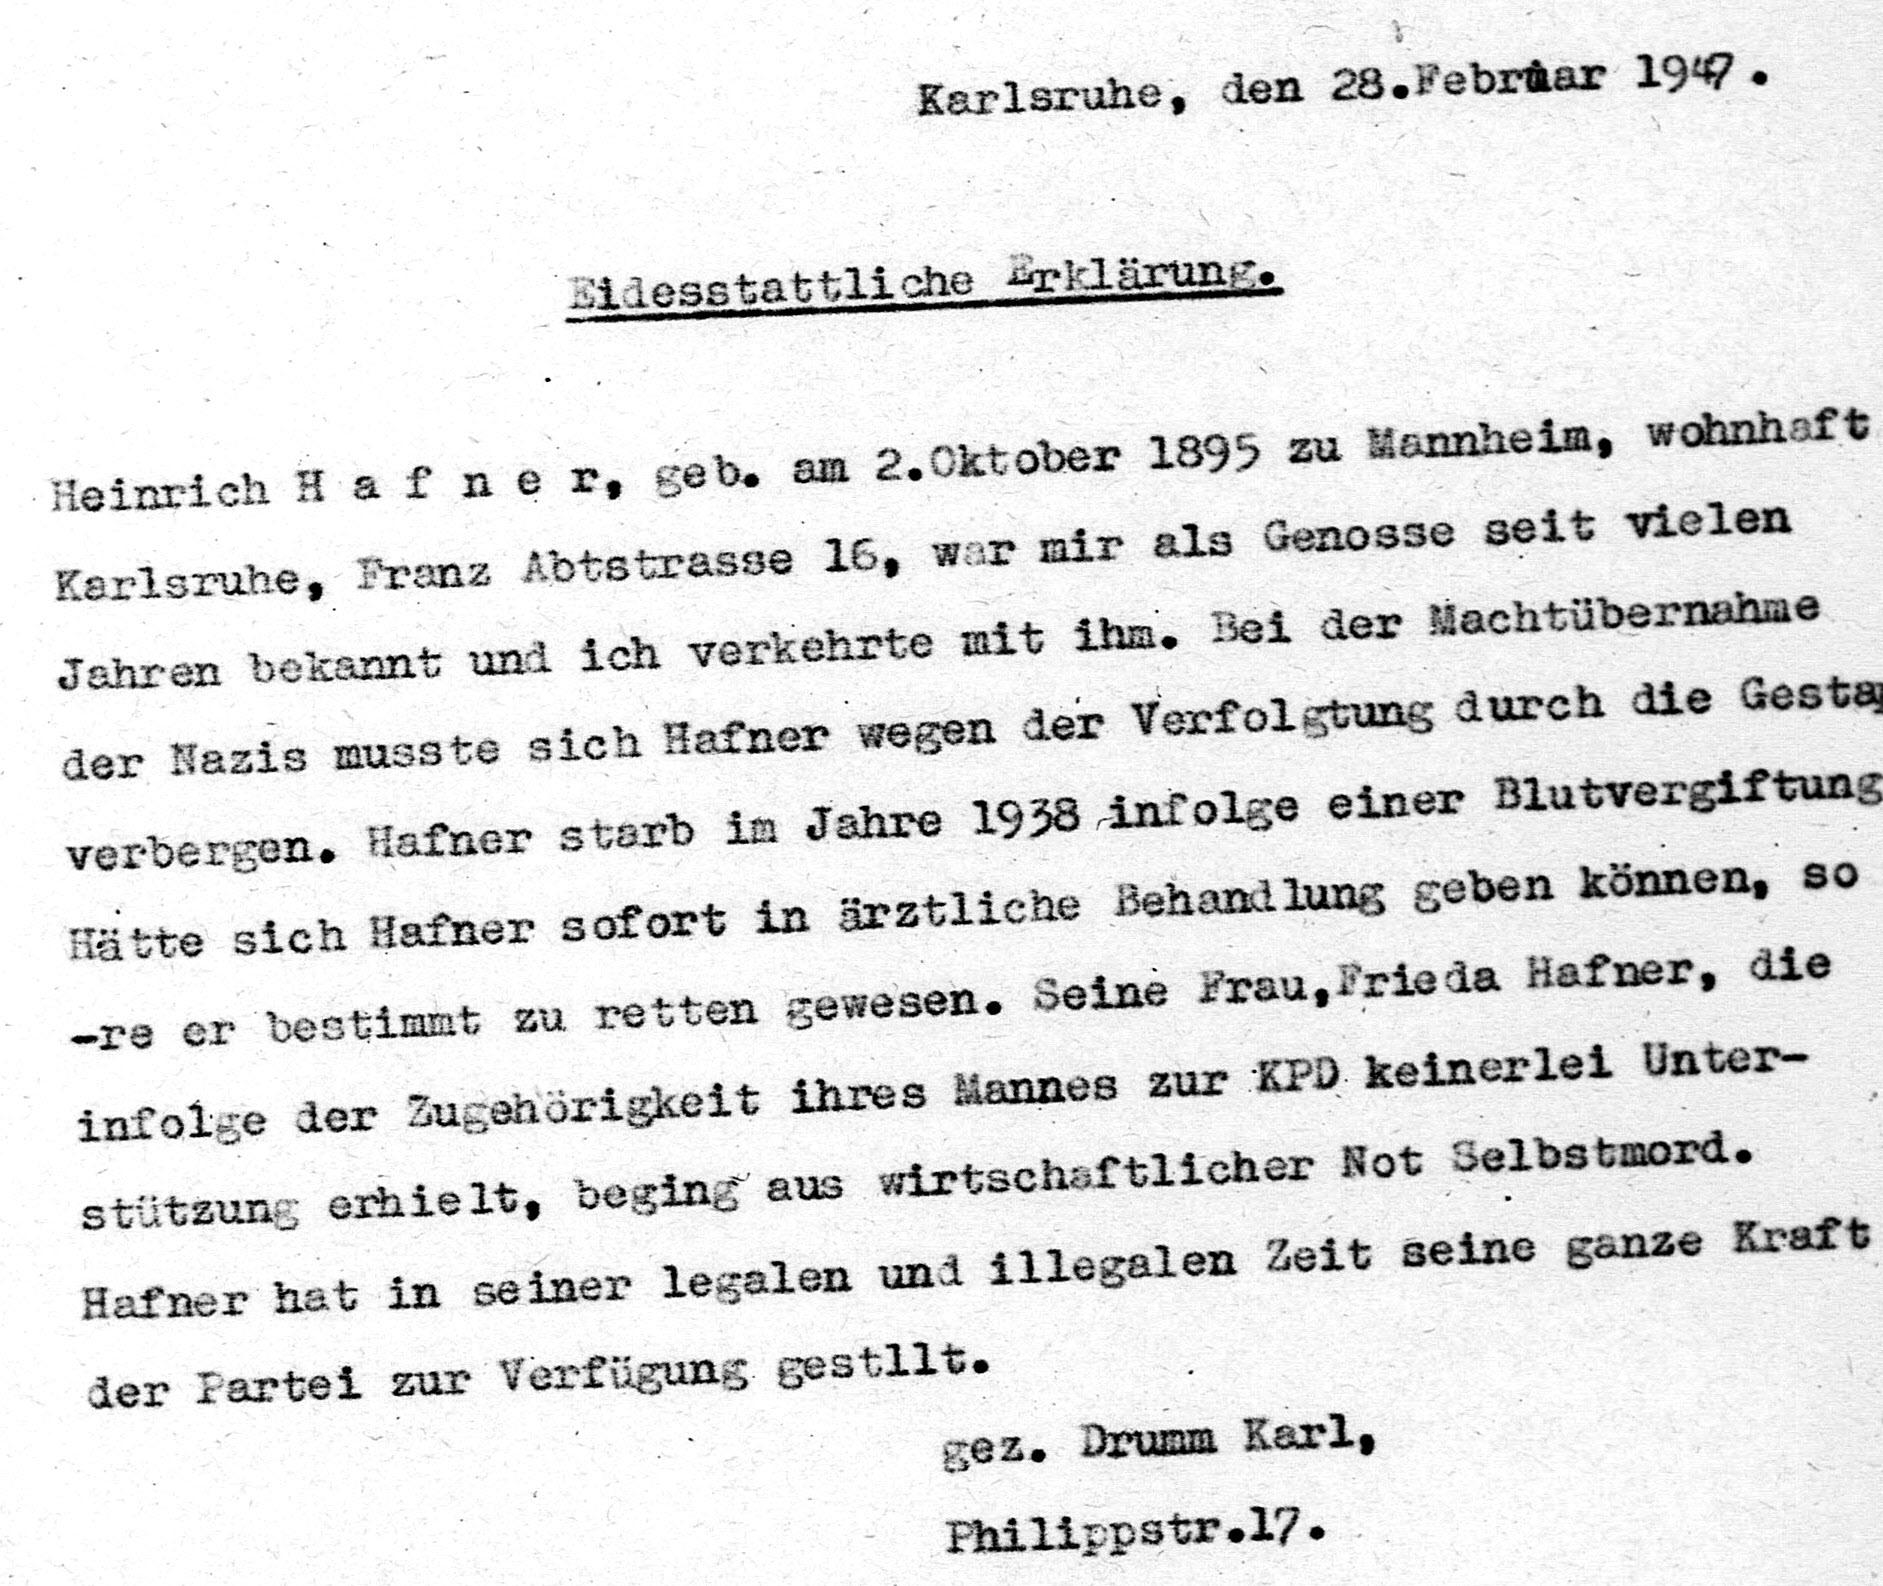 Karlsruhe, den 28.Februar 1947.
Eidesstattliche Erklärung.
Heinrich H a f n e r, geb. am 2.Oktober 1895 zu Mannheim, wohnhaft
Karlsruhe, Franz Abtstrasse 16, war mir als Genosse seit vielen
Jahren bekannt und ich verkehrte mit ihm. Bei der Machtübernahme
der Nazis musste sich Hafner wegen der Verfolgtung durch die Gestap
verbergen. Hafner starb im Jahre 1938 infolge einer Blutvergiftung
Hätte sich Hafner sofort in ärztliche Behandlung geben können, so
-re er bestimmt zu retten gewesen. Seine Frau,Frieda Hafner, die
infolge der Zugehörigkeit ihres Mannes zur KPD keinerlei Unter-
stützung erhielt, beging aus wirtschaftlicher Not Selbstmord.
Hafner hat in seiner legalen und illegalen Zeit seine ganze Kraft
der Partei zur Verfügung gestllt.
gez. Drumm Karl,
Philippstr.17.